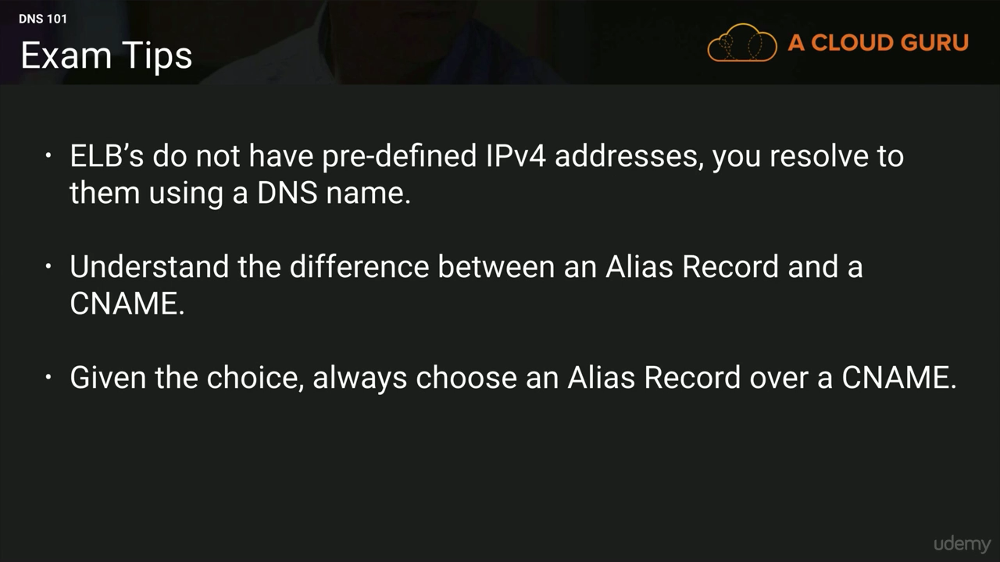 DNS 101
Exam Tips
A CLOUD GURU
• ELB’s do not have pre-defined IPv4 addresses, you resolve to
them using a DNS name.
• Understand the difference between an Alias Record and a
CNAME.
• Given the choice, always choose an Alias Record over a CNAME.
udemy